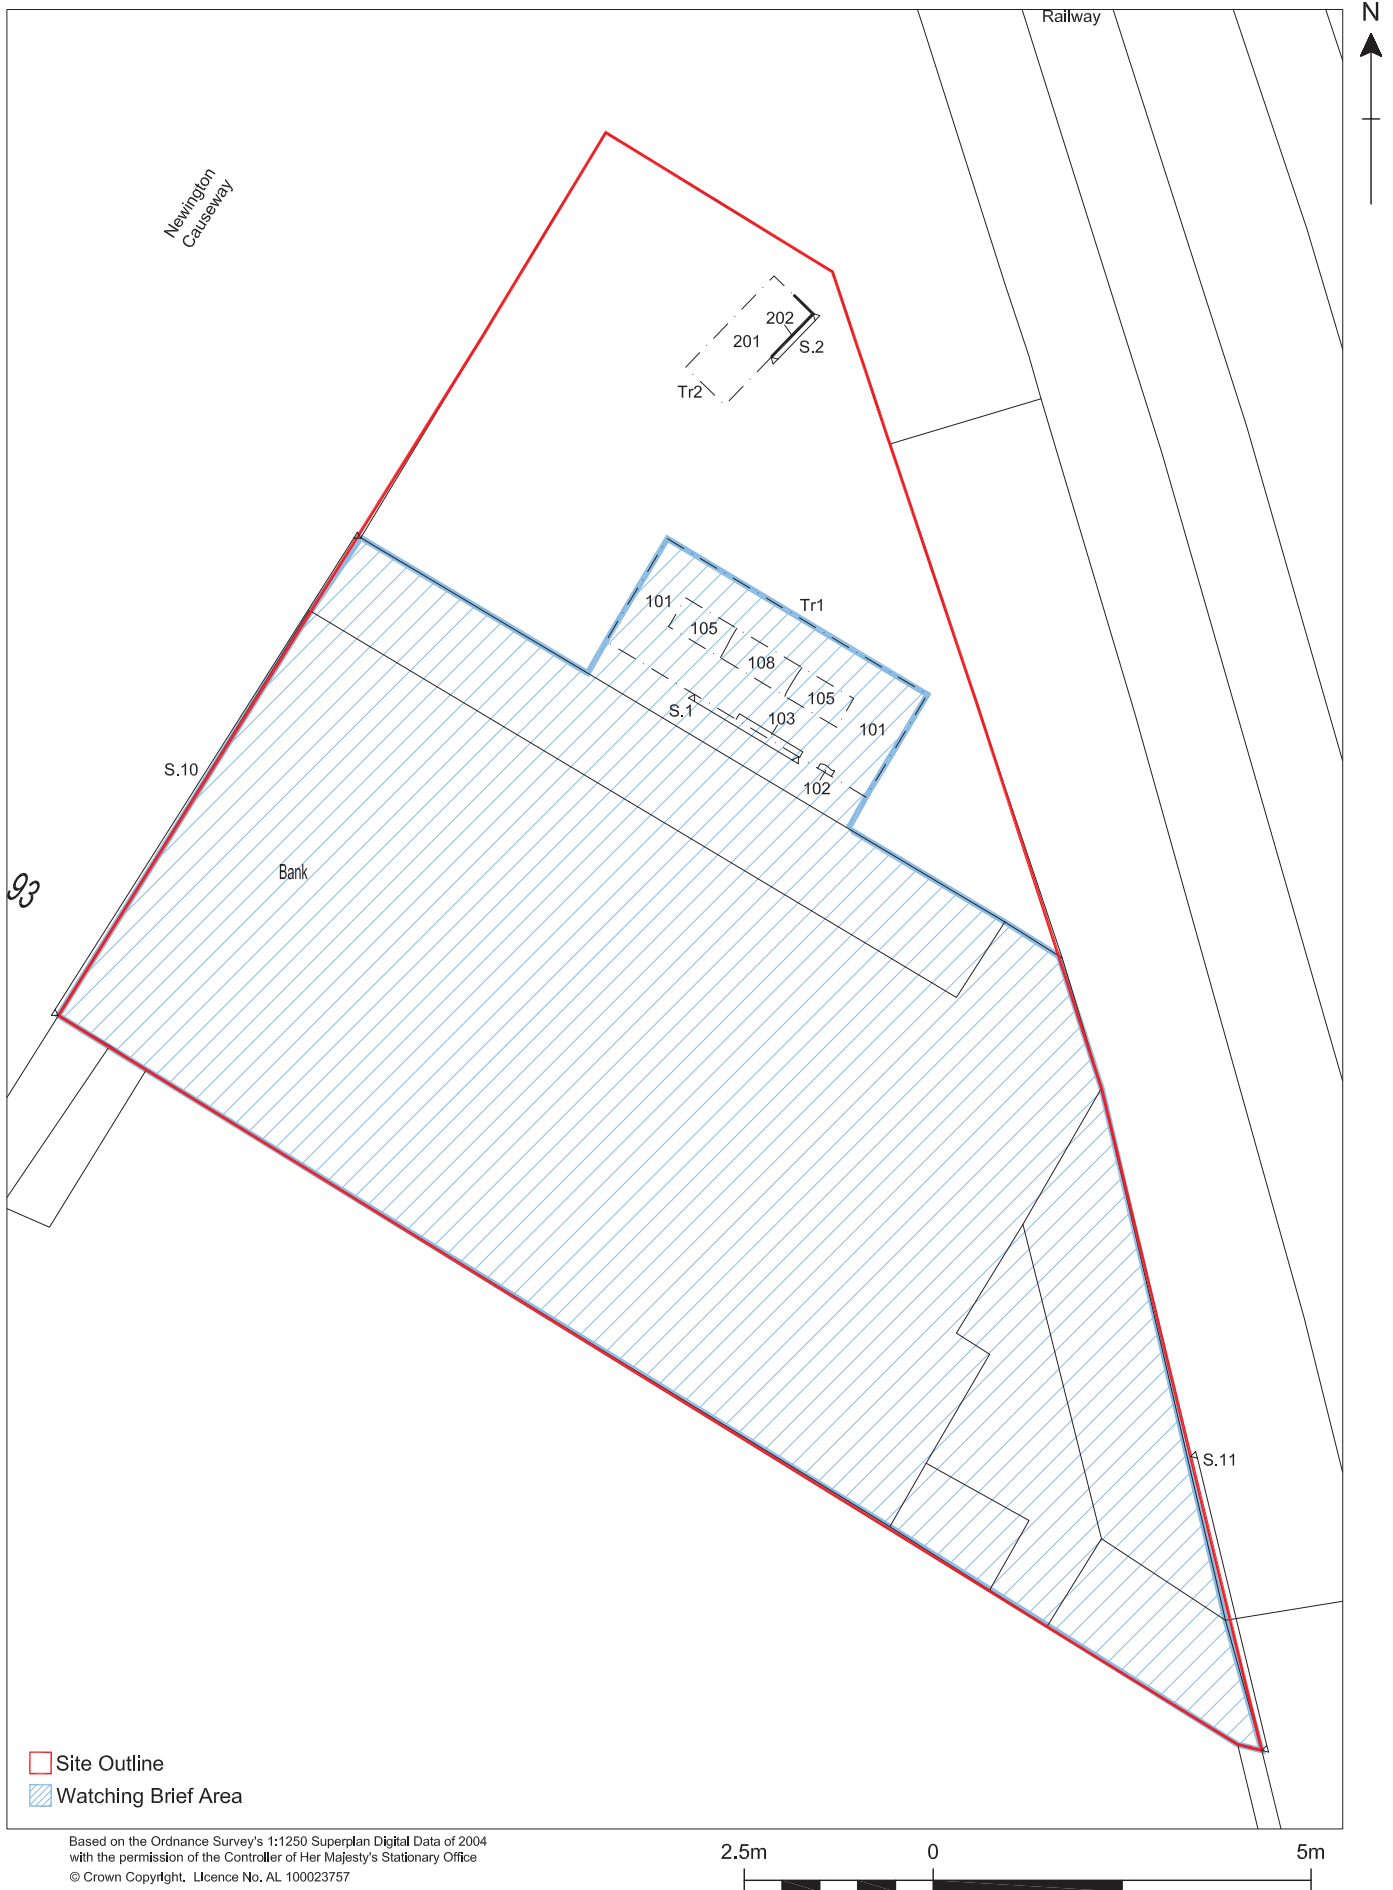 Railway
N
Newington
Causeway
202
201
S.2
Tr2
101
Tr1
105
108
105
S.1
103
101
102
S.10
Bank
93
S.11
Site Outline
Watching Brief Area
Based on the Ordnance Survey's 1:1250 Superplan Digital Data of 2004
with the permission of the Controller of Her Majesty's Stationary Office
© Crown Copyright. Licence No. AL 100023757
2.5m 0 5m